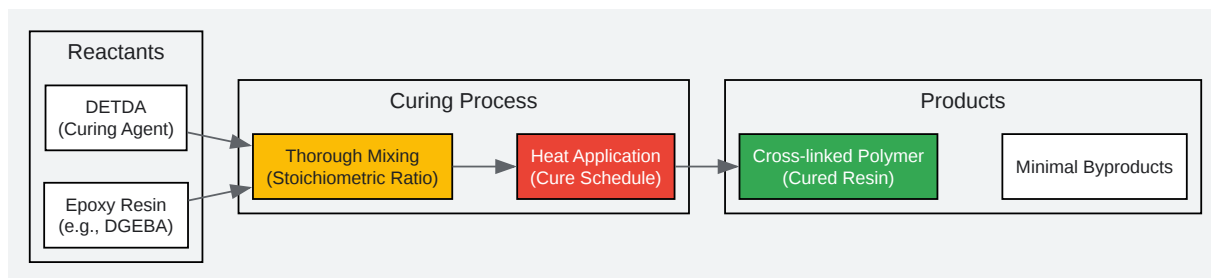 Reactants
DETDA
(Curing Agent)
Epoxy Resin
(e.g., DGEBA)
Curing Process
Thorough Mixing
(Stoichiometric Ratio)
Heat Application
(Cure Schedule)
Products
Cross-linked Polymer
(Cured Resin)
Minimal Byproducts